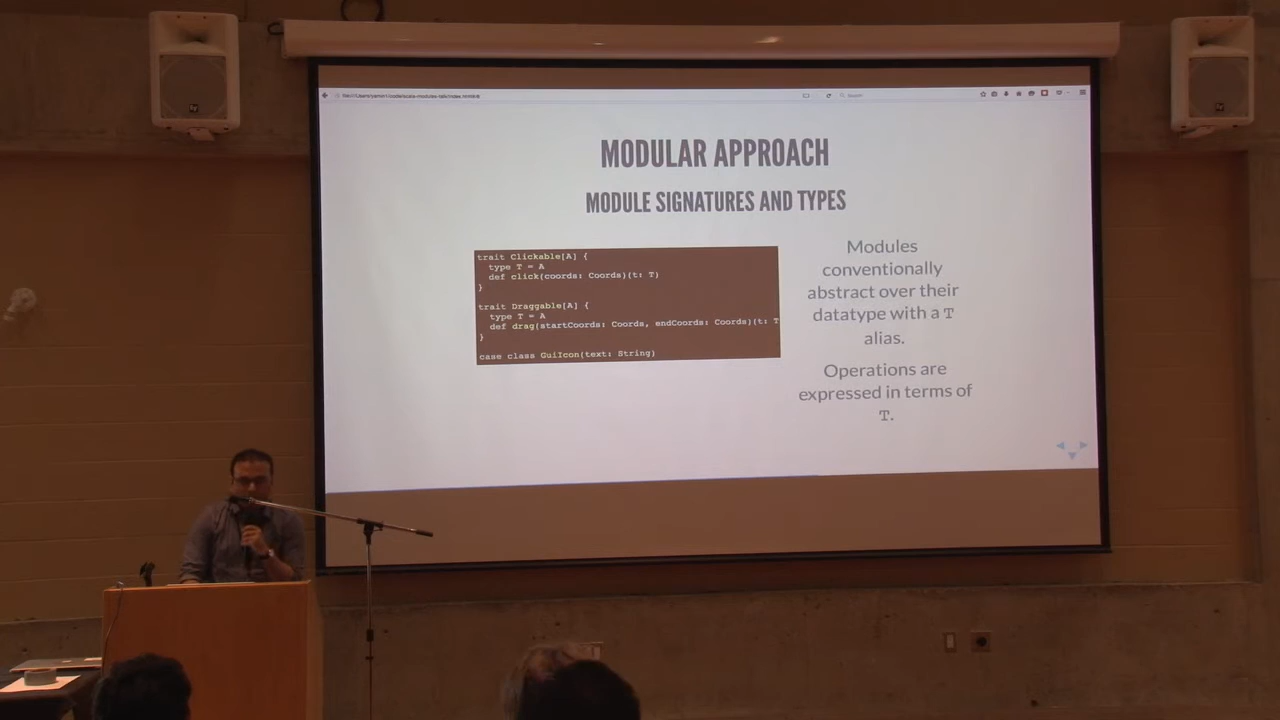 Search
MODULAR APPROACH
MODULE SIGNATURES AND TYPES
trait Clickable[A] {
  type T = A
  def click(coords: Coords)(t: T)
}
trait Draggable[A] {
  type T = A
  def drag(startCoords: Coords, endCoords: Coords)(t: T
}
case class GuiIcon(text: String)
Modules
conventionally
abstract over their
datatype with a T
alias.
Operations are
expressed in terms of
T.